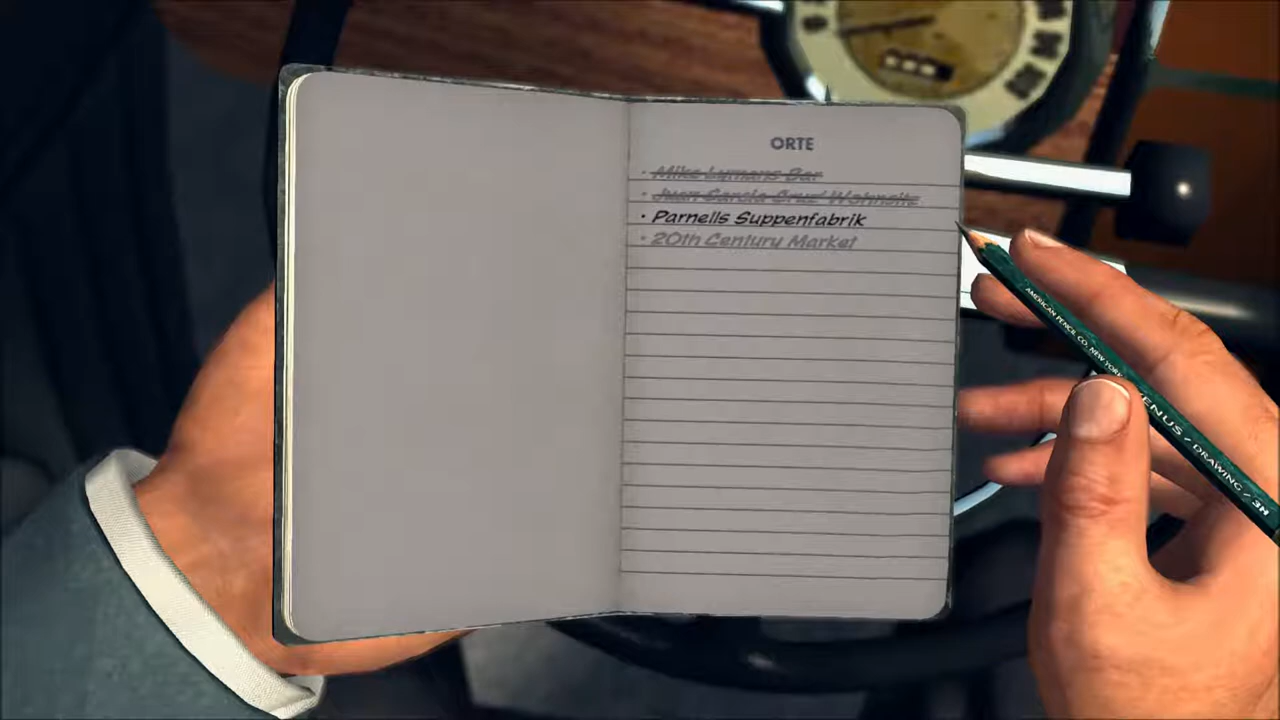 ORTE
· Mike Lymans Bar
· Juan Garcia Cruz' Wohnsitz
· Parnells Suppenfabrik
· 20th Century Market
AMERICAN PENCIL CO. NEW YORK
VENUS / DRAWING / 3H